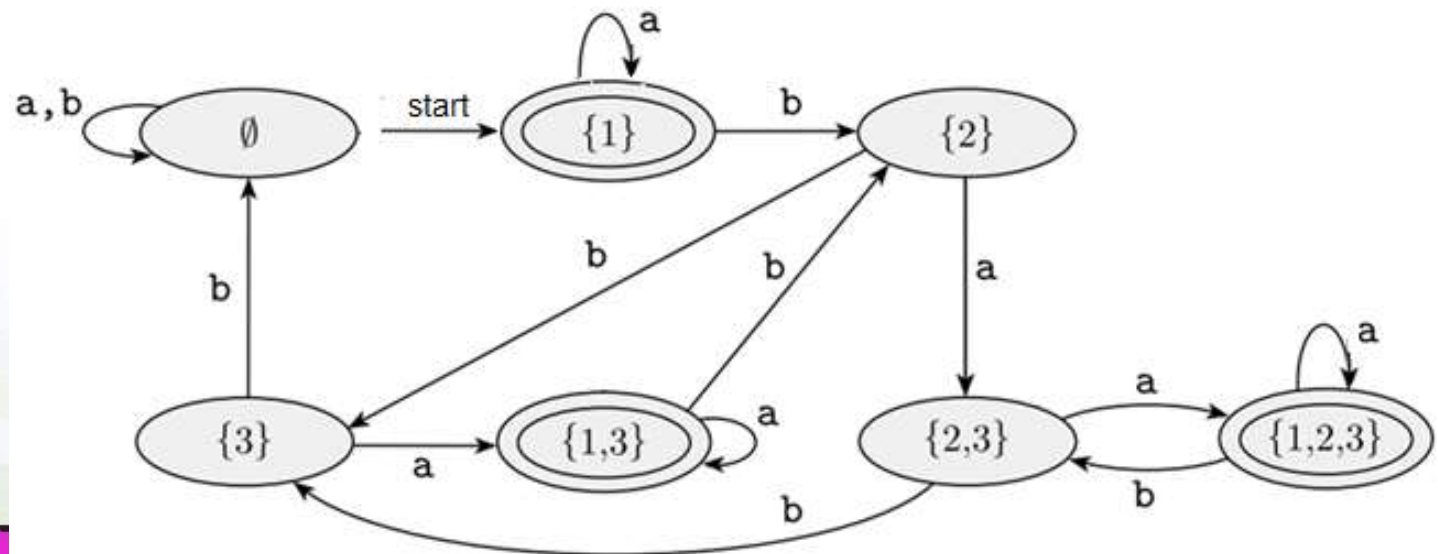 a
a,b
∅
start
{1}
b
{2}
b
b
b
a
a
{3}
a
{1,3}
a
{2,3}
a
b
{1,2,3}
b